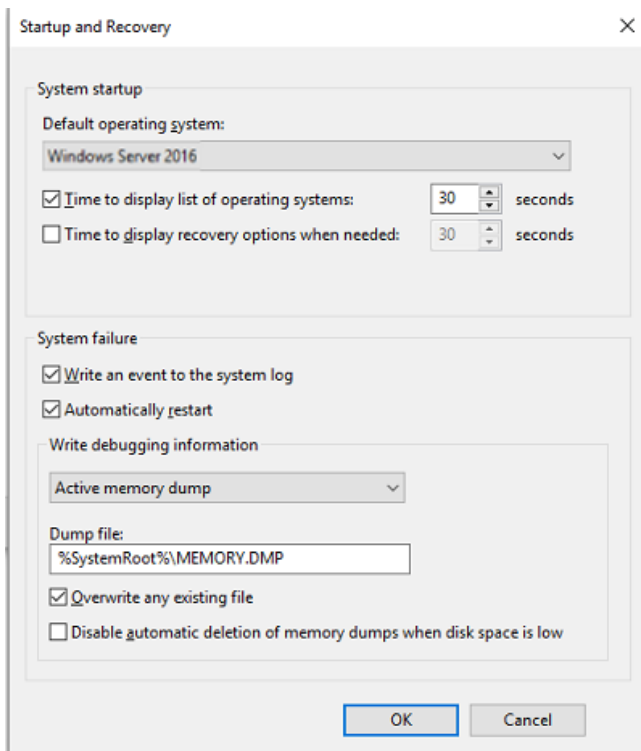 Startup and Recovery
System startup
Default operating system:
Windows Server 2016
Time to display list of operating systems: 30 seconds
Time to display recovery options when needed: 30 seconds
System failure
Write an event to the system log
Automatically restart
Write debugging information
Active memory dump
Dump file:
%SystemRoot%\MEMORY.DMP
Overwrite any existing file
Disable automatic deletion of memory dumps when disk space is low
OK Cancel